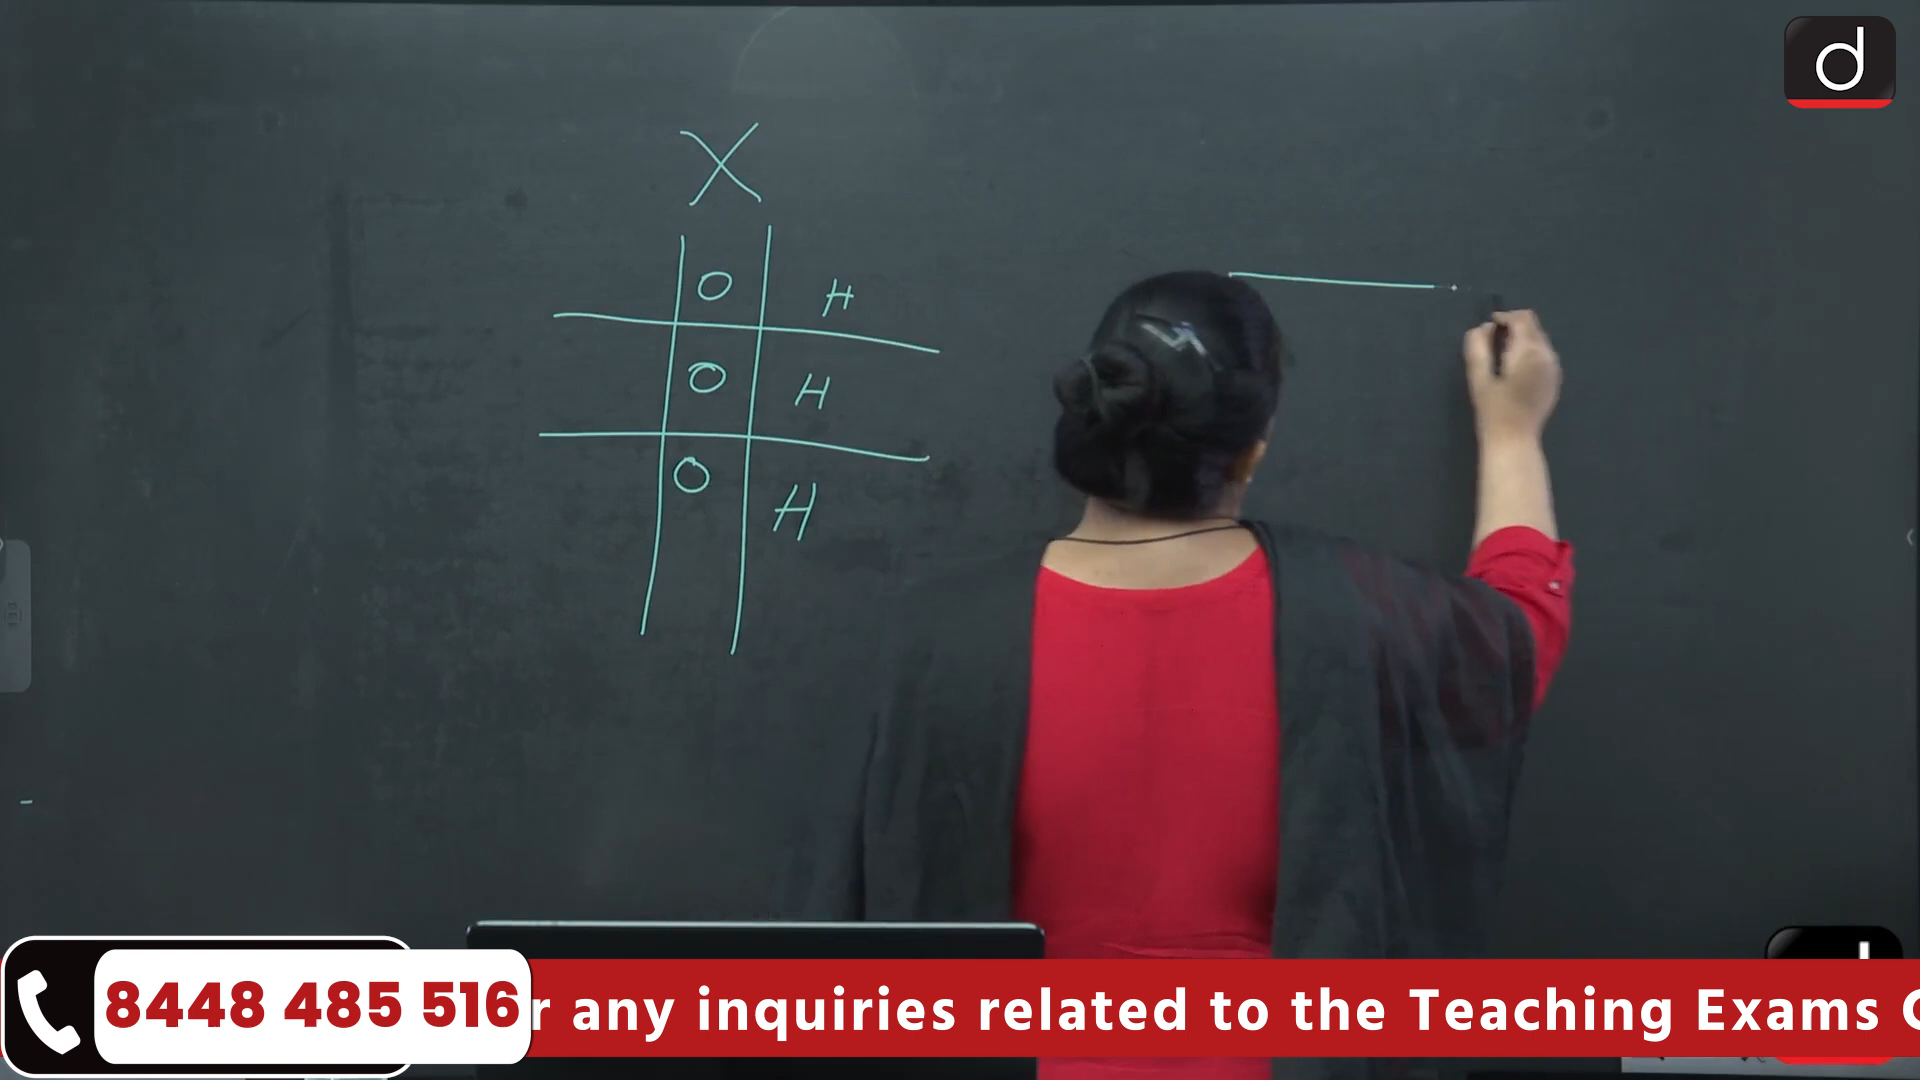 d
X
O H
O H
O H
8448 485 516
r any inquiries related to the Teaching Exams